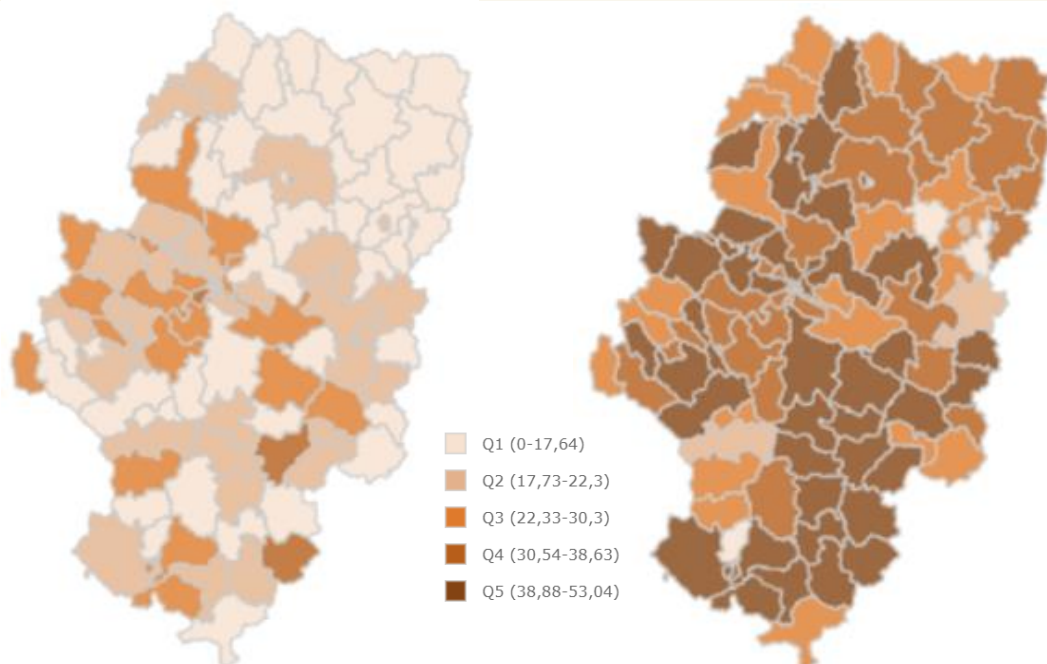 Q1 (0-17,64)
Q2 (17,73-22,3)
Q3 (22,33-30,3)
Q4 (30,54-38,63)
Q5 (38,88-53,04)